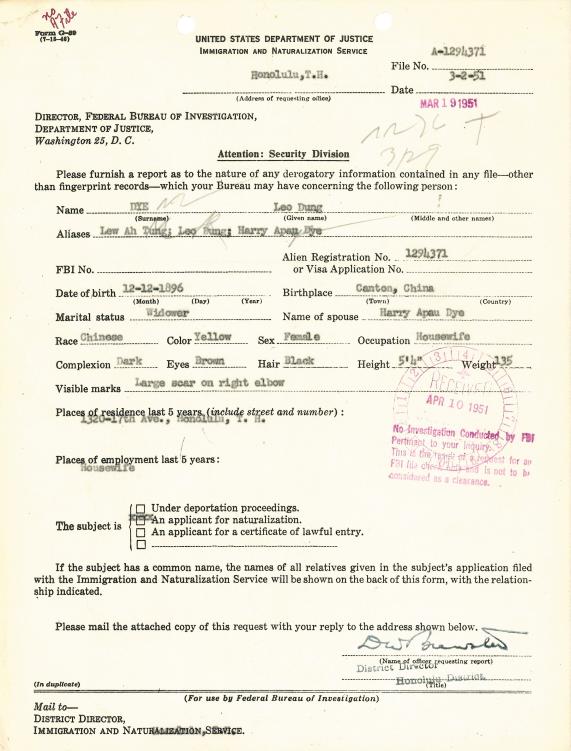 no
A File
Form G-89
(7-15-48)
UNITED STATES DEPARTMENT OF JUSTICE
IMMIGRATION AND NATURALIZATION SERVICE
A-1294371
File No.
Honolulu, T.H.
3-2-51
(Address of requesting office)
Date
MAR 19 1951
DIRECTOR, FEDERAL BUREAU OF INVESTIGATION,
DEPARTMENT OF JUSTICE,
Washington 25, D. C.
3/29
Attention: Security Division
Please furnish a report as to the nature of any derogatory information contained in any file—other
than fingerprint records—which your Bureau may have concerning the following person:
Name DYE Leo Dung
(Surname) (Given name) (Middle and other names)
Aliases Lew Ah Tung; Leo Dung; Harry Apau Dye
Alien Registration No. 1294371
FBI No. or Visa Application No.
Date of birth 12-12-1896 Birthplace Canton, China
(Month) (Day) (Year) (Town) (Country)
Marital status Widower Name of spouse Harry Apau Dye
Race Chinese Color Yellow Sex Female Occupation Housewife
Complexion Dark Eyes Brown Hair Black Height 5'4" Weight 135
Visible marks Large scar on right elbow
RECEIVED
APR 10 1951
Places of residence last 5 years (include street and number):
1320-17th Ave., Honolulu, T. H.
No Investigation Conducted by FBI
Pertinent to your inquiry.
This is the result of a request for an
FBI file check only and is not to be
considered as a clearance.
Places of employment last 5 years:
Housewife
The subject is
Under deportation proceedings.
An applicant for naturalization.
An applicant for a certificate of lawful entry.
If the subject has a common name, the names of all relatives given in the subject's application filed
with the Immigration and Naturalization Service will be shown on the back of this form, with the relation-
ship indicated.
Please mail the attached copy of this request with your reply to the address shown below.
(Name of officer requesting report)
District Director
Honolulu District
(Title)
(In duplicate)
(For use by Federal Bureau of Investigation)
Mail to—
DISTRICT DIRECTOR,
IMMIGRATION AND NATURALIZATION SERVICE.